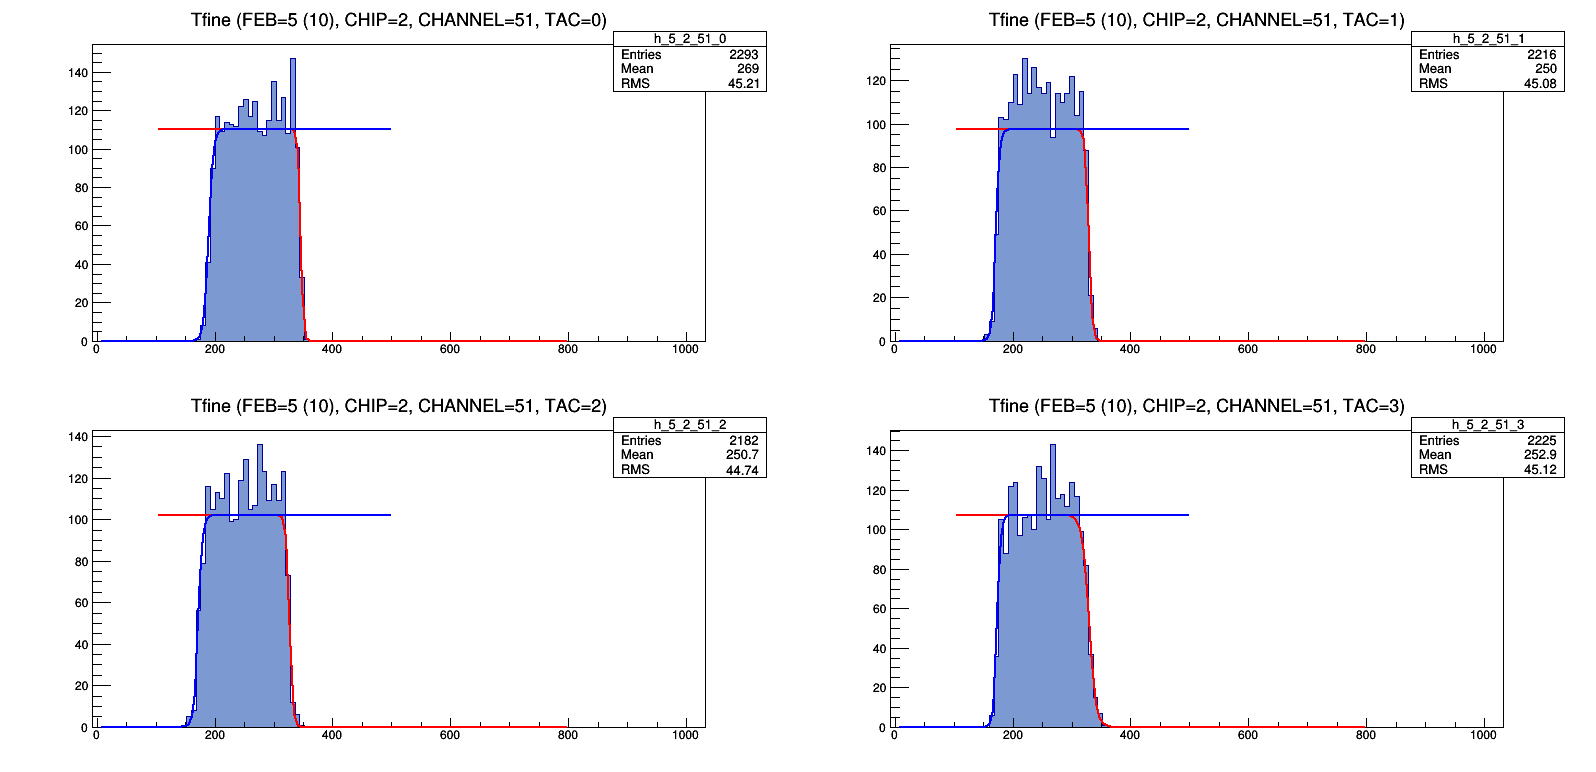 Tfine (FEB=5 (10), CHIP=2, CHANNEL=51, TAC=0)
h_5_2_51_0
Entries 2293
Mean 269
RMS 45.21
140
120
100
80
60
40
20
0
0 200 400 600 800 1000
Tfine (FEB=5 (10), CHIP=2, CHANNEL=51, TAC=1)
h_5_2_51_1
Entries 2216
Mean 250
RMS 45.08
120
100
80
60
40
20
0
0 200 400 600 800 1000
Tfine (FEB=5 (10), CHIP=2, CHANNEL=51, TAC=2)
h_5_2_51_2
Entries 2182
Mean 250.7
RMS 44.74
140
120
100
80
60
40
20
0
0 200 400 600 800 1000
Tfine (FEB=5 (10), CHIP=2, CHANNEL=51, TAC=3)
h_5_2_51_3
Entries 2225
Mean 252.9
RMS 45.12
140
120
100
80
60
40
20
0
0 200 400 600 800 1000